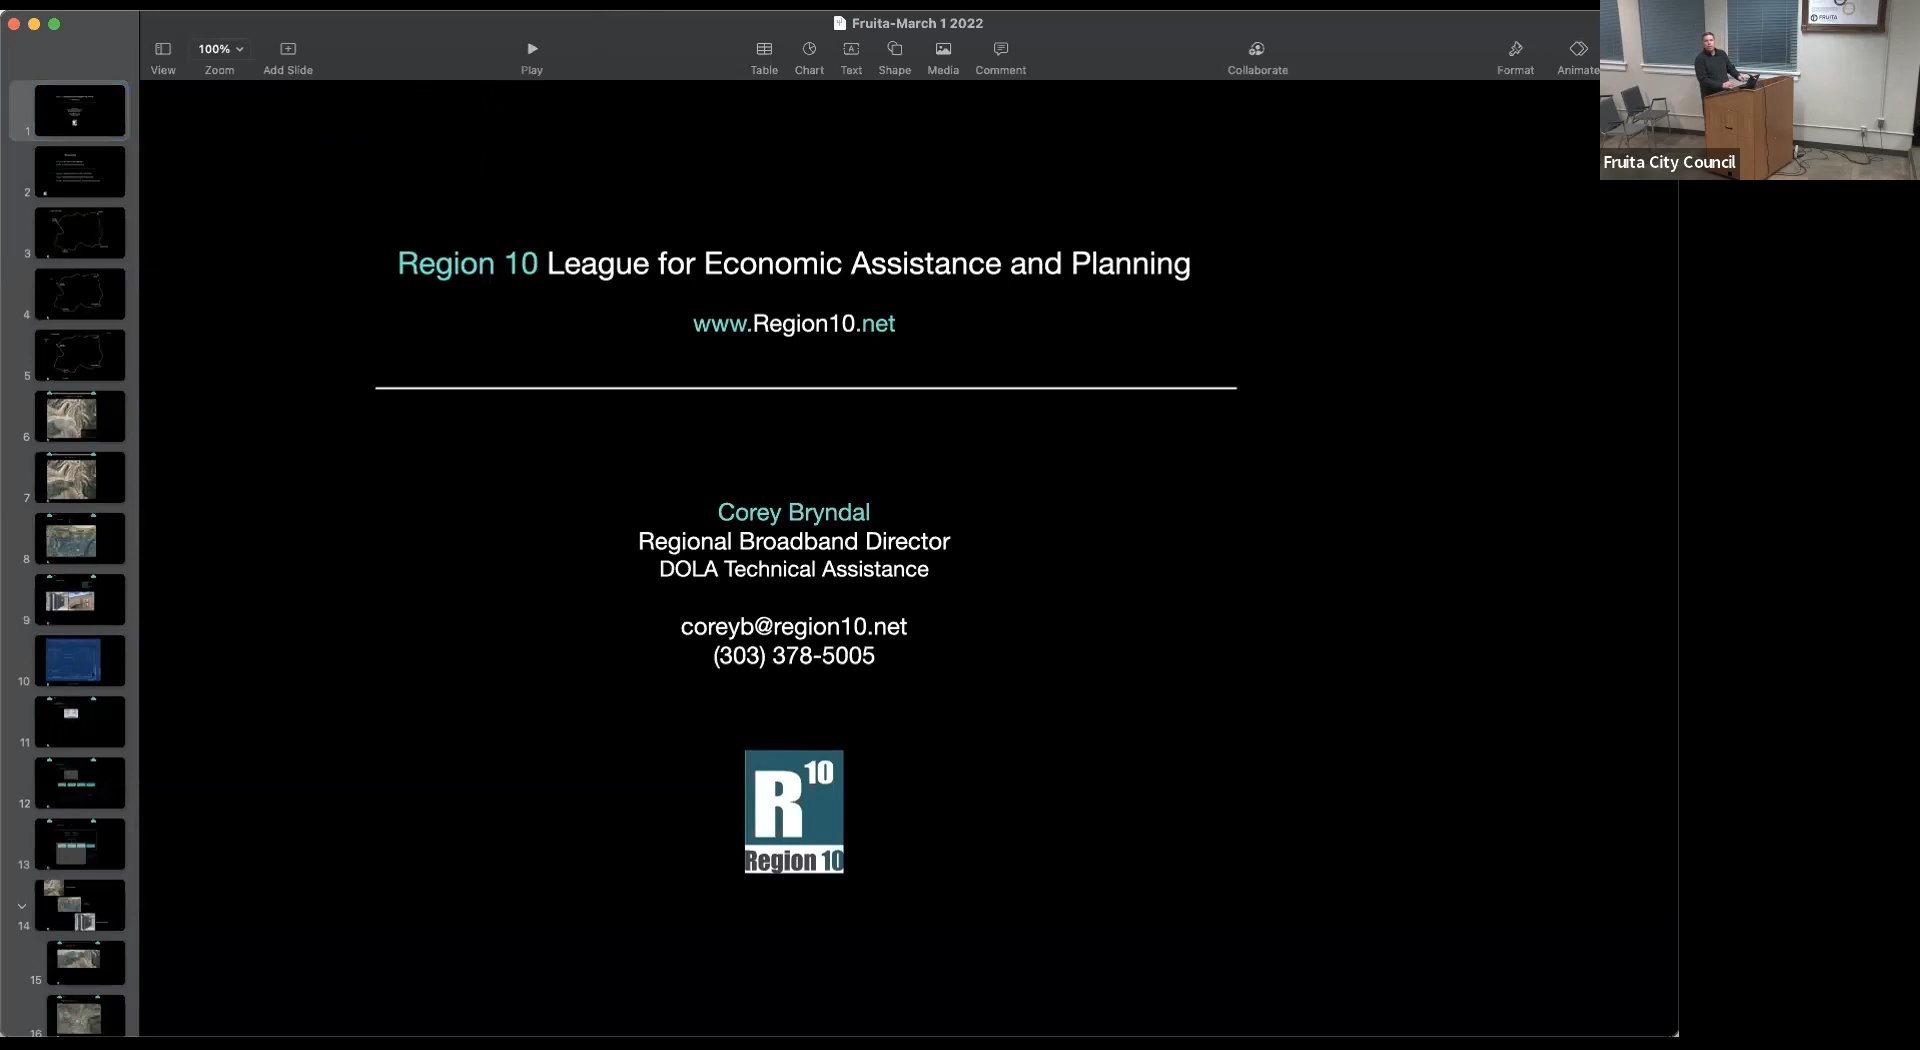 Fruita-March 1 2022
100%
View
Zoom
Add Slide
Play
Table
Chart
Text
Shape
Media
Comment
Collaborate
Format
Animate
FRUITA
Fruita City Council
1
2
3
4
5
6
7
8
9
10
11
12
13
14
15
16
Region 10 League for Economic Assistance and Planning
www.Region10.net
Corey Bryndal
Regional Broadband Director
DOLA Technical Assistance
coreyb@region10.net
(303) 378-5005
R10
Region 10